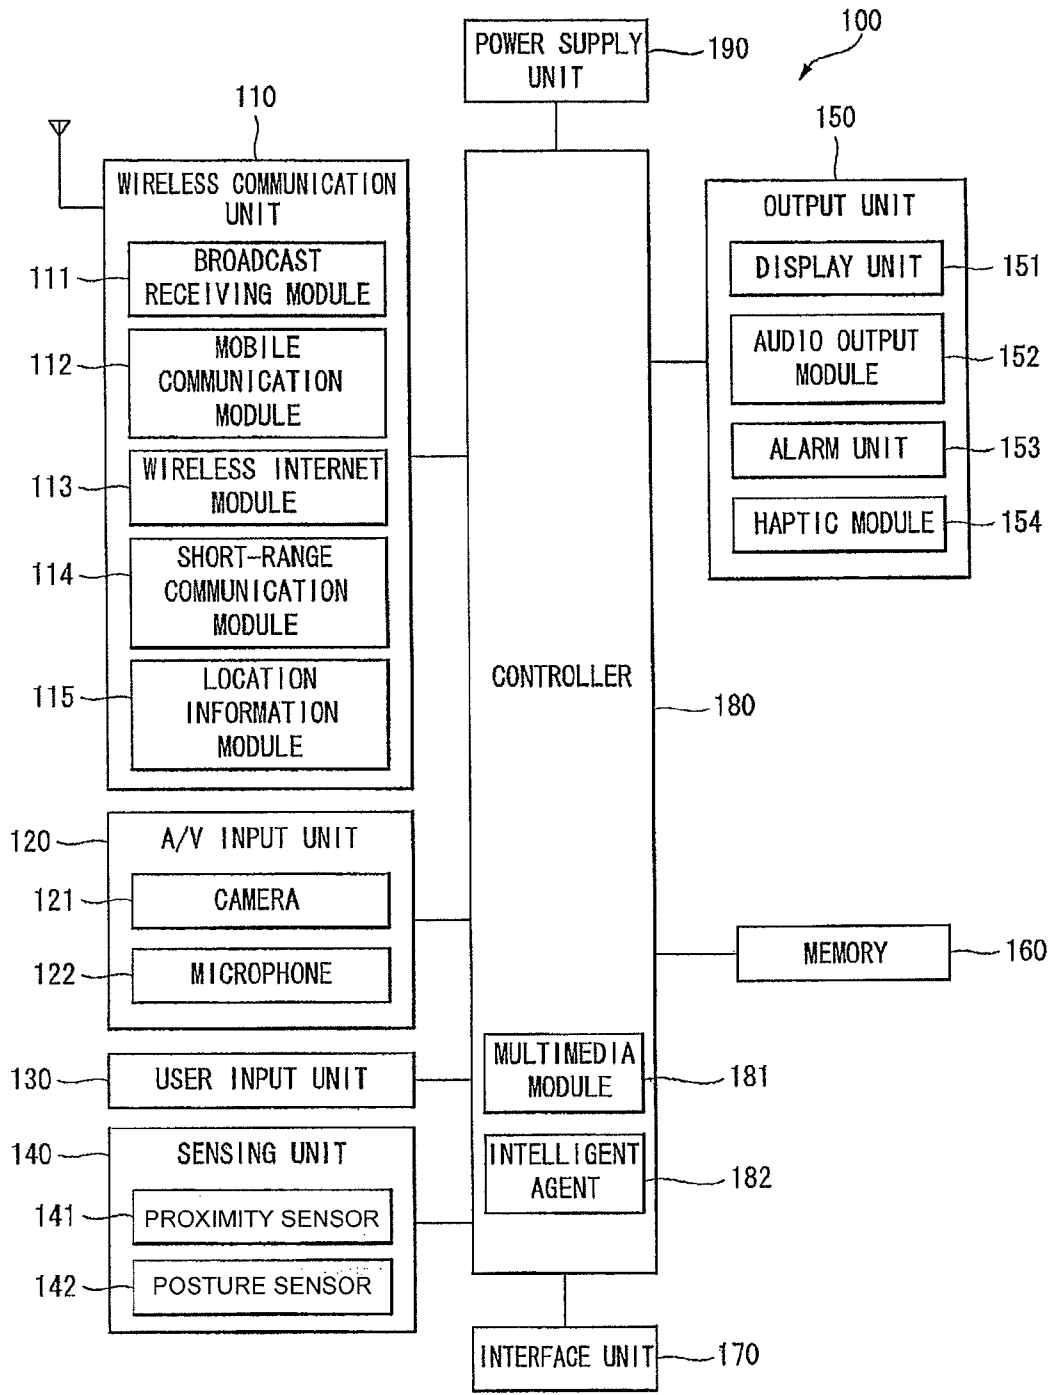 100
POWER SUPPLY
UNIT
190
110
WIRELESS COMMUNICATION
UNIT
111
BROADCAST
RECEIVING MODULE
112
MOBILE
COMMUNICATION
MODULE
113
WIRELESS INTERNET
MODULE
114
SHORT-RANGE
COMMUNICATION
MODULE
115
LOCATION
INFORMATION
MODULE
120
A/V INPUT UNIT
121
CAMERA
122
MICROPHONE
130
USER INPUT UNIT
140
SENSING UNIT
141
PROXIMITY SENSOR
142
POSTURE SENSOR
CONTROLLER
180
MULTIMEDIA
MODULE
181
INTELLIGENT
AGENT
182
150
OUTPUT UNIT
DISPLAY UNIT
151
AUDIO OUTPUT
MODULE
152
ALARM UNIT
153
HAPTIC MODULE
154
MEMORY
160
INTERFACE UNIT
170